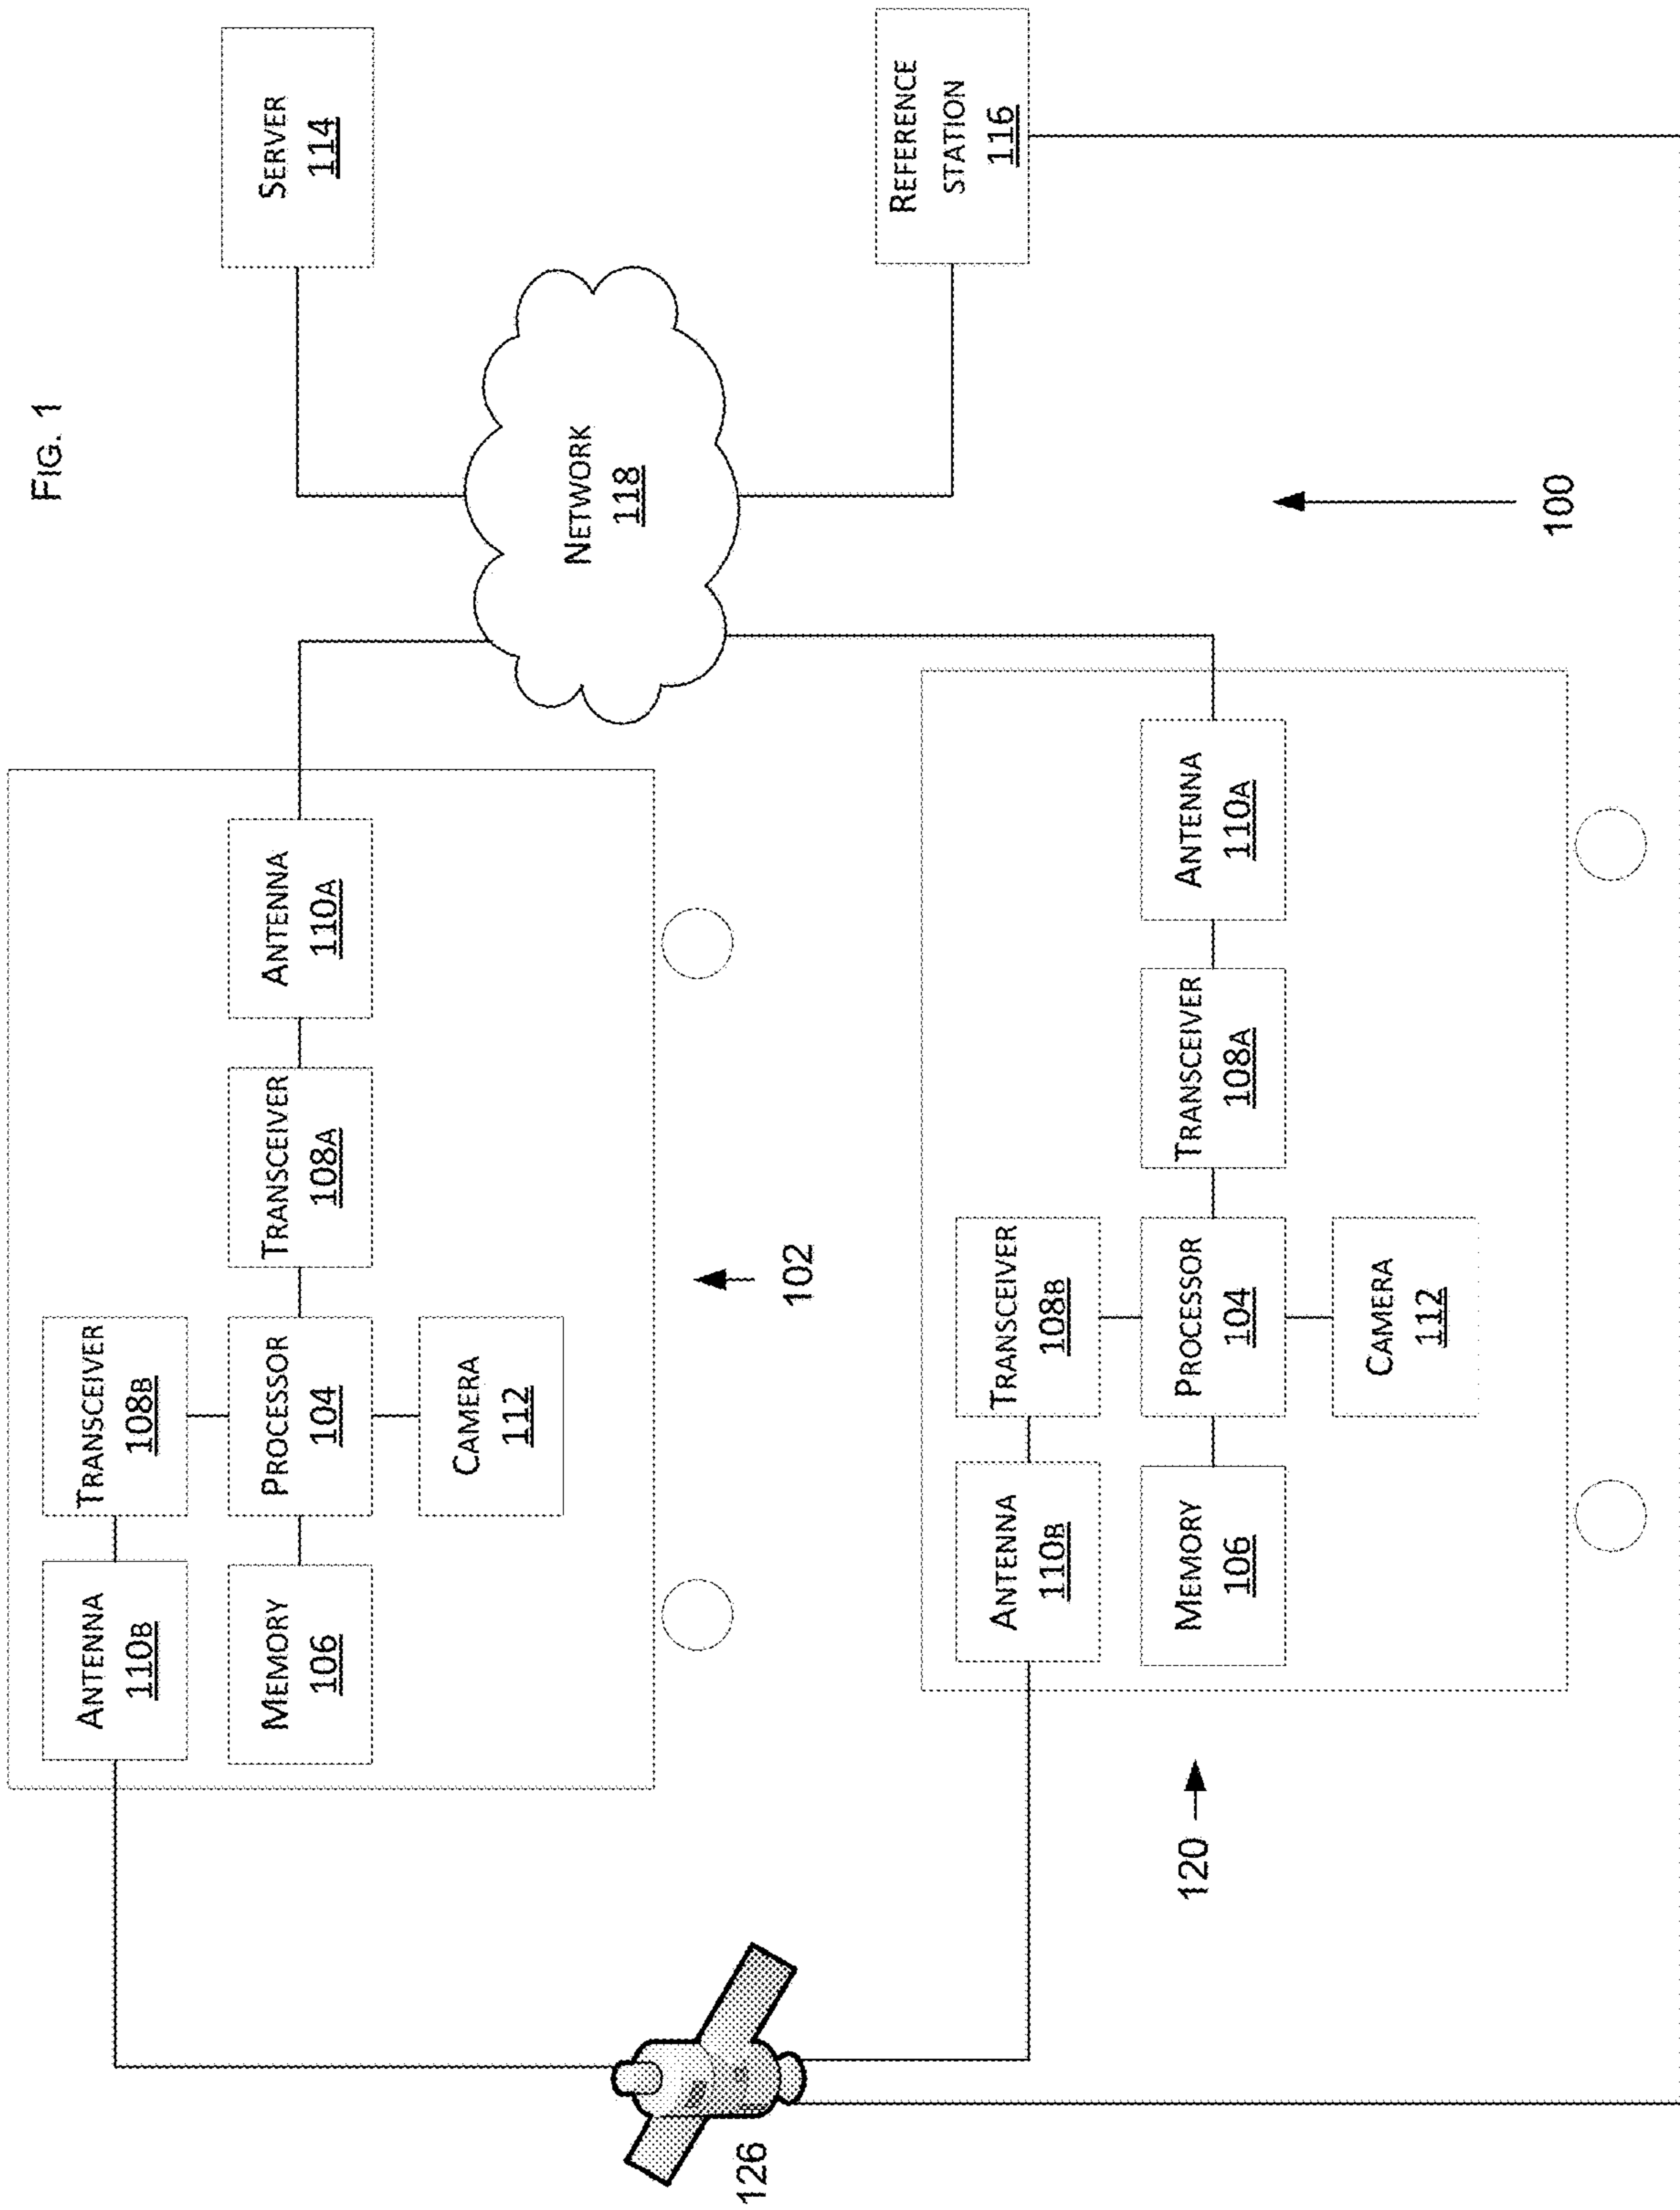 FIG. 1
ANTENNA
110B
TRANSCEIVER
108B
MEMORY
106
PROCESSOR
104
TRANSCEIVER
108A
ANTENNA
110A
CAMERA
112
102
SERVER
114
NETWORK
118
REFERENCE
STATION
116
126
ANTENNA
110B
TRANSCEIVER
108B
MEMORY
106
PROCESSOR
104
TRANSCEIVER
108A
ANTENNA
110A
CAMERA
112
120
100